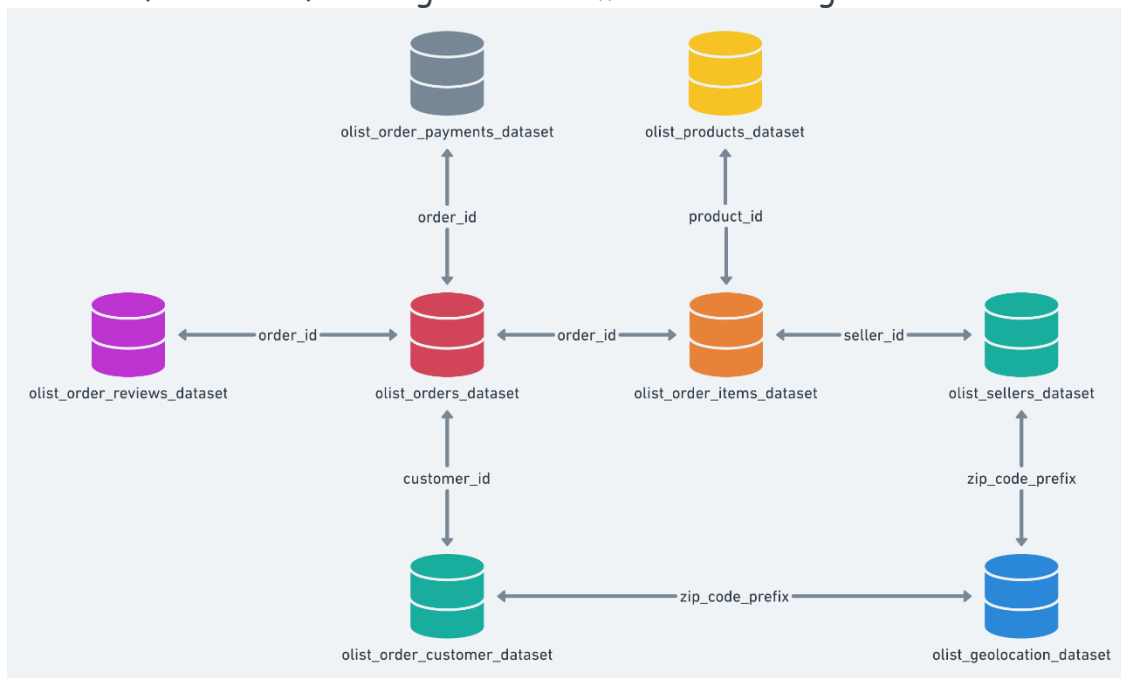 olist_order_payments_dataset
olist_products_dataset
order_id
product_id
order_id
order_id
seller_id
olist_order_reviews_dataset
olist_orders_dataset
olist_order_items_dataset
olist_sellers_dataset
customer_id
zip_code_prefix
zip_code_prefix
olist_order_customer_dataset
olist_geolocation_dataset